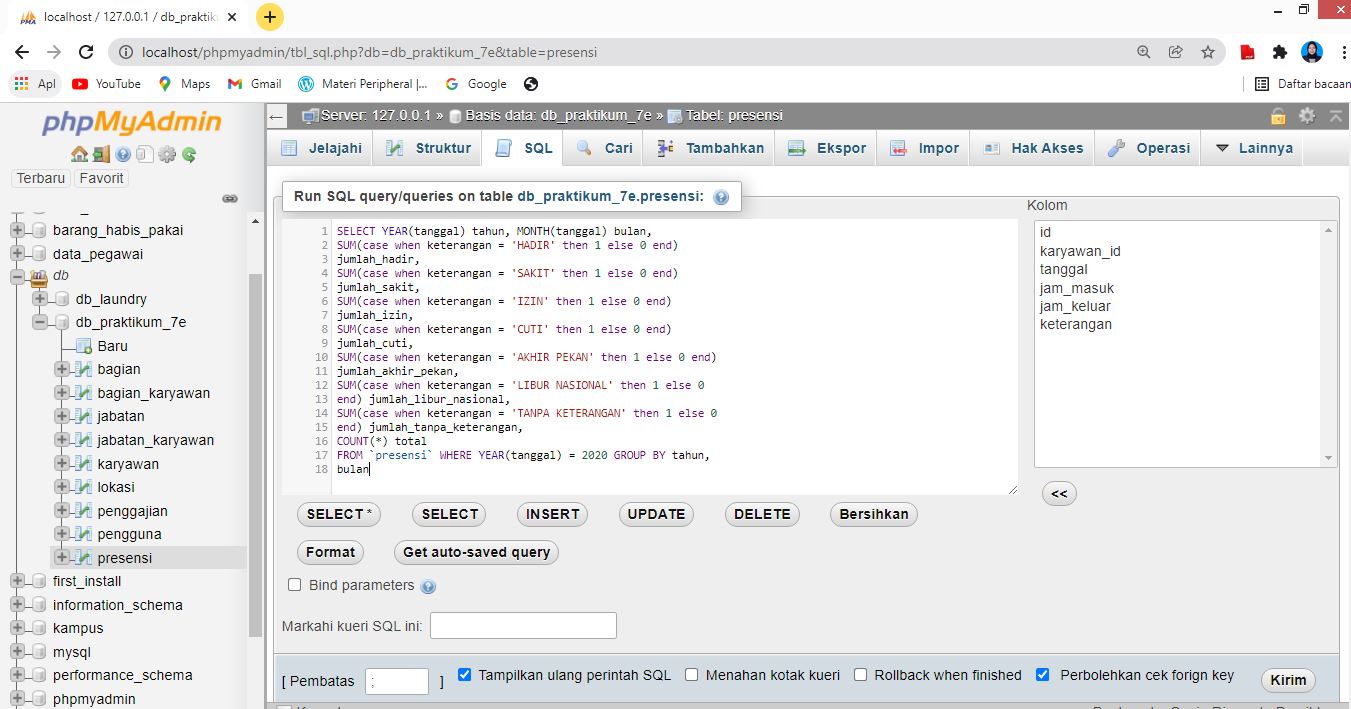 localhost / 127.0.0.1 / db_praktik
localhost/phpmyadmin/tbl_sql.php?db=db_praktikum_7e&table=presensi
Apl YouTube Maps Gmail Materi Peripheral |... Google Daftar bacaan
phpMyAdmin
Terbaru Favorit
barang_habis_pakai
data_pegawai
db
db_laundry
db_praktikum_7e
Baru
bagian
bagian_karyawan
jabatan
jabatan_karyawan
karyawan
lokasi
penggajian
pengguna
presensi
first_install
information_schema
kampus
mysql
performance_schema
phpmyadmin
Server: 127.0.0.1 » Basis data: db_praktikum_7e » Tabel: presensi
Jelajahi Struktur SQL Cari Tambahkan Ekspor Impor Hak Akses Operasi Lainnya
Run SQL query/queries on table db_praktikum_7e.presensi:
1 SELECT YEAR(tanggal) tahun, MONTH(tanggal) bulan,
2 SUM(case when keterangan = 'HADIR' then 1 else 0 end)
3 jumlah_hadir,
4 SUM(case when keterangan = 'SAKIT' then 1 else 0 end)
5 jumlah_sakit,
6 SUM(case when keterangan = 'IZIN' then 1 else 0 end)
7 jumlah_izin,
8 SUM(case when keterangan = 'CUTI' then 1 else 0 end)
9 jumlah_cuti,
10 SUM(case when keterangan = 'AKHIR PEKAN' then 1 else 0 end)
11 jumlah_akhir_pekan,
12 SUM(case when keterangan = 'LIBUR NASIONAL' then 1 else 0
13 end) jumlah_libur_nasional,
14 SUM(case when keterangan = 'TANPA KETERANGAN' then 1 else 0
15 end) jumlah_tanpa_keterangan,
16 COUNT(*) total
17 FROM `presensi` WHERE YEAR(tanggal) = 2020 GROUP BY tahun,
18 bulan
Kolom
id
karyawan_id
tanggal
jam_masuk
jam_keluar
keterangan
<<
SELECT * SELECT INSERT UPDATE DELETE Bersihkan
Format Get auto-saved query
Bind parameters
Markahi kueri SQL ini:
[ Pembatas ; ] Tampilkan ulang perintah SQL Menahan kotak kueri Rollback when finished Perbolehkan cek forign key Kirim